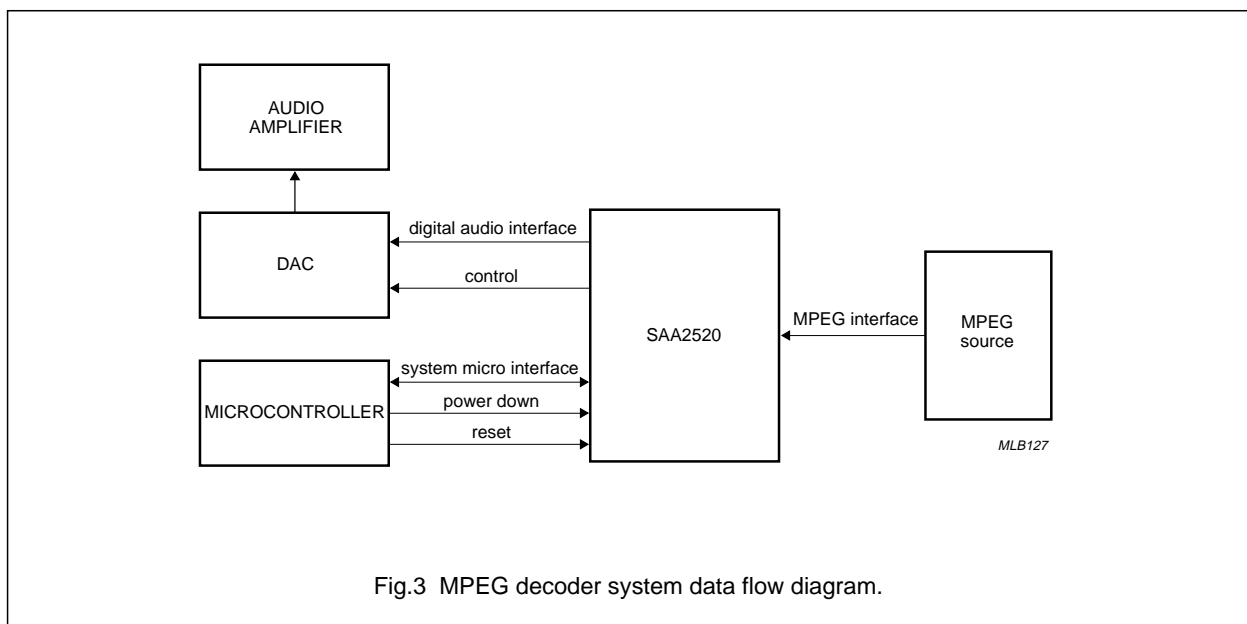 AUDIO
AMPLIFIER
digital audio interface
DAC
control
MPEG interface
MPEG
source
SAA2520
system micro interface
MICROCONTROLLER
power down
reset
MLB127
Fig.3 MPEG decoder system data flow diagram.